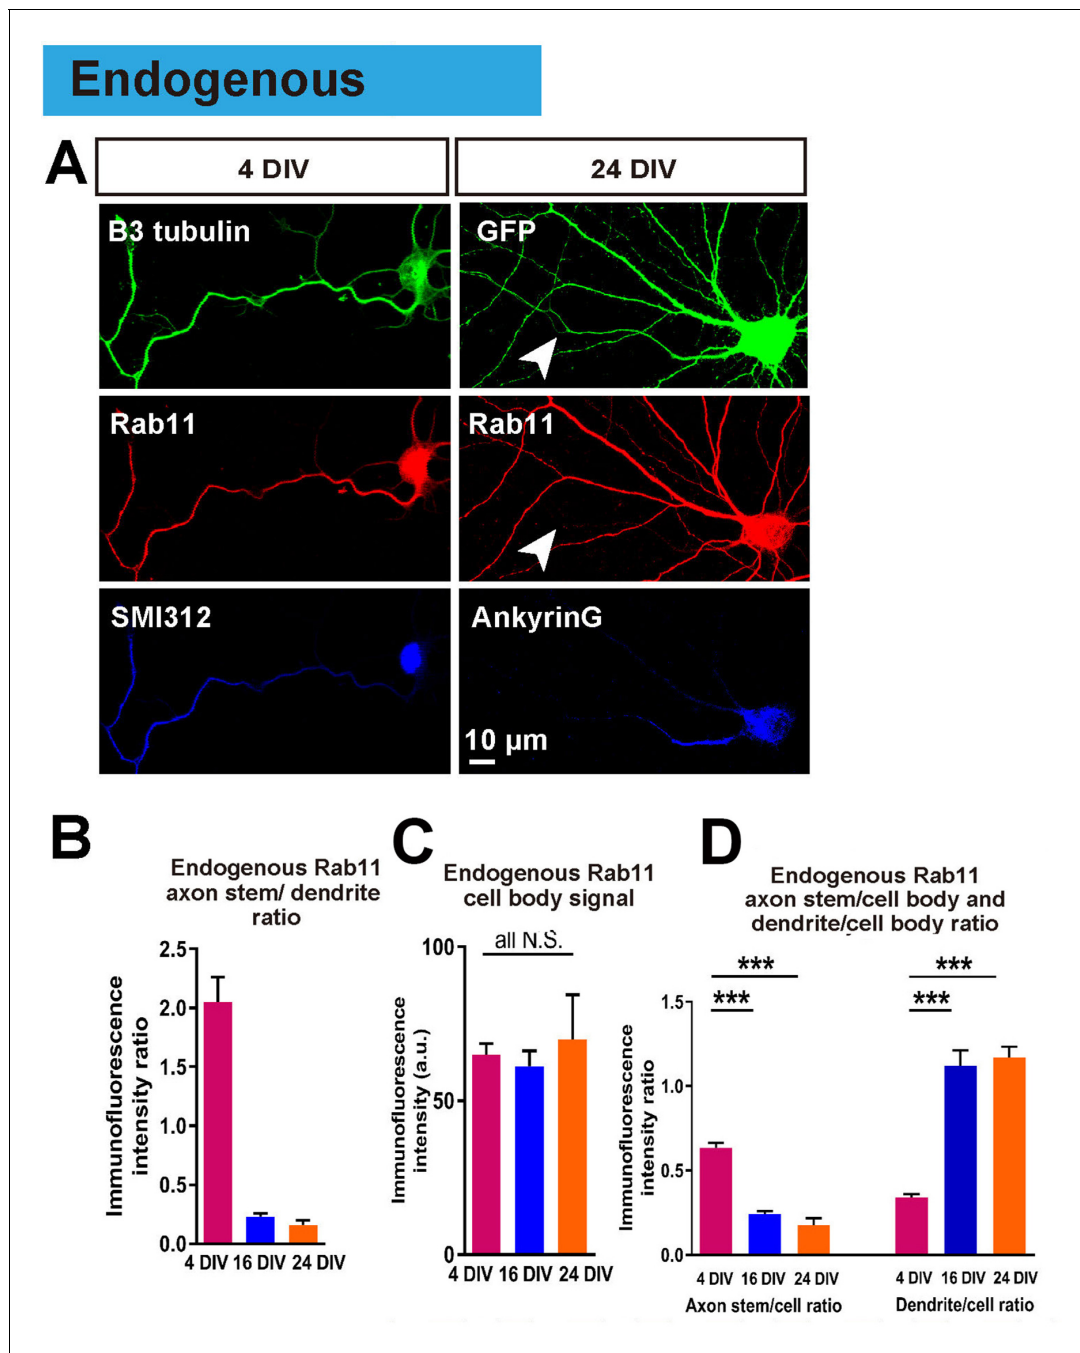 Endogenous
A
4 DIV
24 DIV
B3 tubulin
GFP
Rab11
Rab11
SMI312
AnkyrinG
10 µm
B
Endogenous Rab11
axon stem/ dendrite
ratio
Immunofluorescence
intensity ratio
2.5
2.0
1.5
1.0
0.5
0.0
4 DIV 16 DIV 24 DIV
C
Endogenous Rab11
cell body signal
all N.S.
Immunofluorescence
intensity (a.u.)
100
50
0
4 DIV 16 DIV 24 DIV
D
Endogenous Rab11
axon stem/cell body and
dendrite/cell body ratio
*** ***
*** ***
Immunofluorescence
intensity ratio
1.5
1.0
0.5
0.0
4 DIV 16 DIV 24 DIV 4 DIV 16 DIV 24 DIV
Axon stem/cell ratio Dendrite/cell ratio